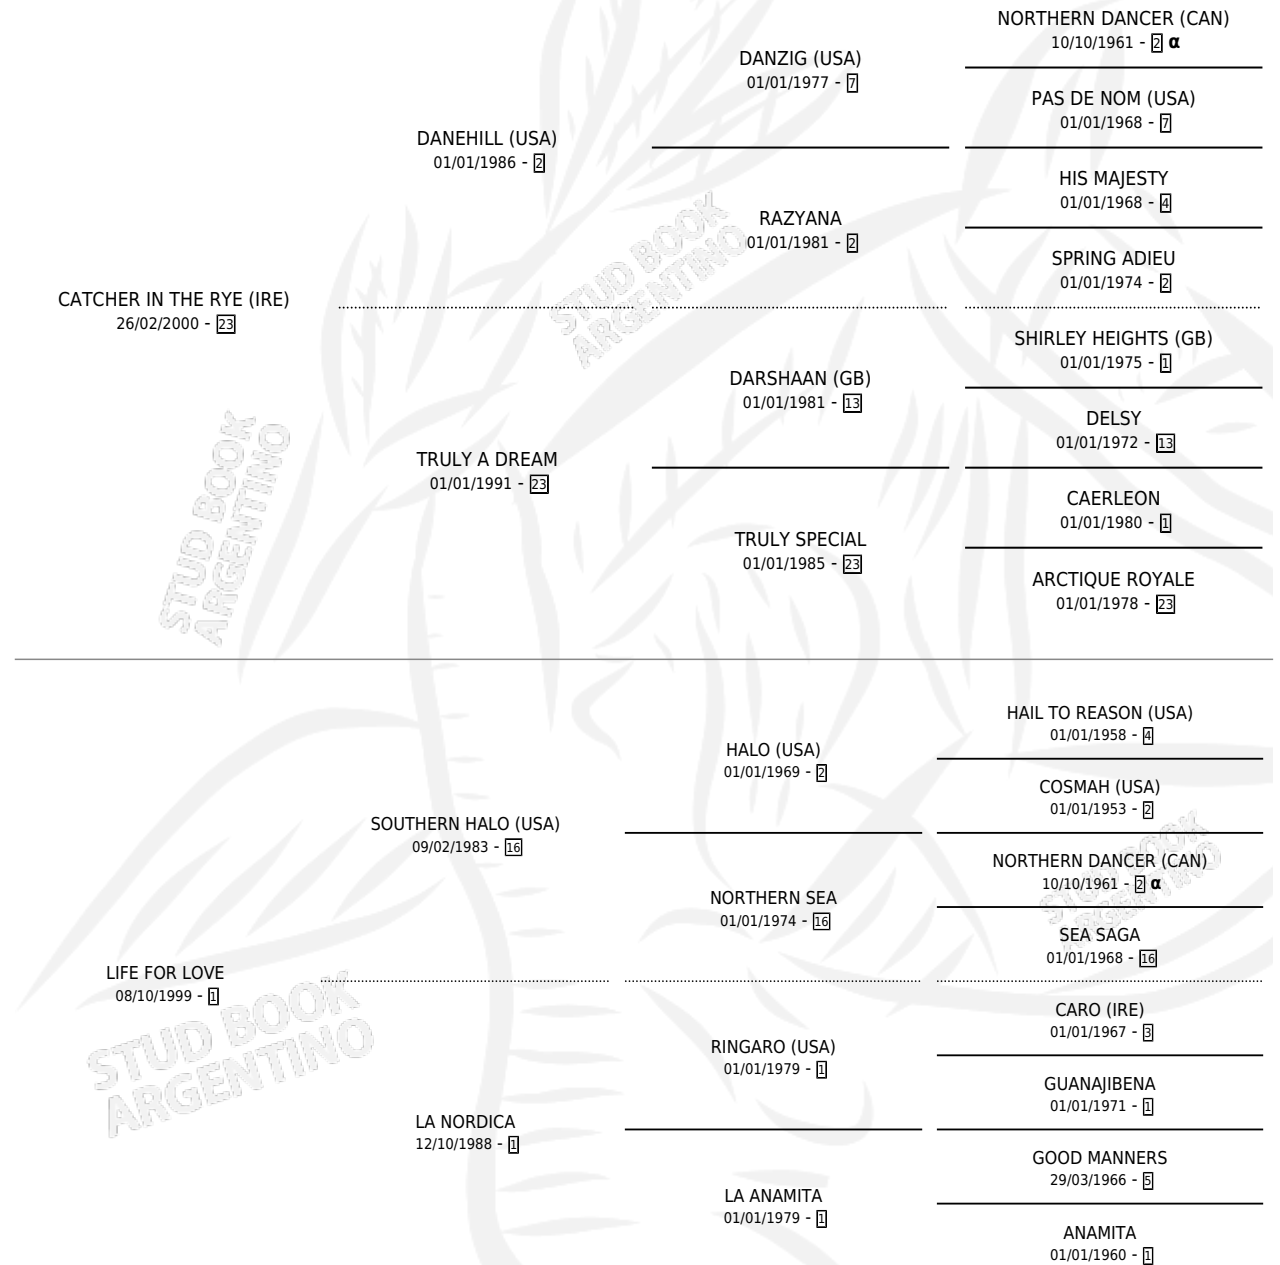 NORTHERN DANCER (CAN)
10/10/1961 - 2 α
DANZIG (USA)
01/01/1977 - 7
PAS DE NOM (USA)
01/01/1968 - 7
DANEHILL (USA)
01/01/1986 - 2
HIS MAJESTY
01/01/1968 - 4
RAZYANA
01/01/1981 - 2
SPRING ADIEU
01/01/1974 - 2
CATCHER IN THE RYE (IRE)
26/02/2000 - 23
SHIRLEY HEIGHTS (GB)
01/01/1975 - 1
DARSHAAN (GB)
01/01/1981 - 13
DELSY
01/01/1972 - 13
TRULY A DREAM
01/01/1991 - 23
CAERLEON
01/01/1980 - 1
TRULY SPECIAL
01/01/1985 - 23
ARCTIQUE ROYALE
01/01/1978 - 23
HAIL TO REASON (USA)
01/01/1958 - 4
HALO (USA)
01/01/1969 - 2
COSMAH (USA)
01/01/1953 - 2
SOUTHERN HALO (USA)
09/02/1983 - 16
NORTHERN DANCER (CAN)
10/10/1961 - 2 α
NORTHERN SEA
01/01/1974 - 16
SEA SAGA
01/01/1968 - 16
LIFE FOR LOVE
08/10/1999 - 1
CARO (IRE)
01/01/1967 - 3
RINGARO (USA)
01/01/1979 - 1
GUANAJIBENA
01/01/1971 - 1
LA NORDICA
12/10/1988 - 1
GOOD MANNERS
29/03/1966 - 5
LA ANAMITA
01/01/1979 - 1
ANAMITA
01/01/1960 - 1
STUD BOOK
ARGENTINO
STUD BOOK
ARGENTINO
STUD BOOK
ARGENTINO
STUD BOOK
ARGENTINO